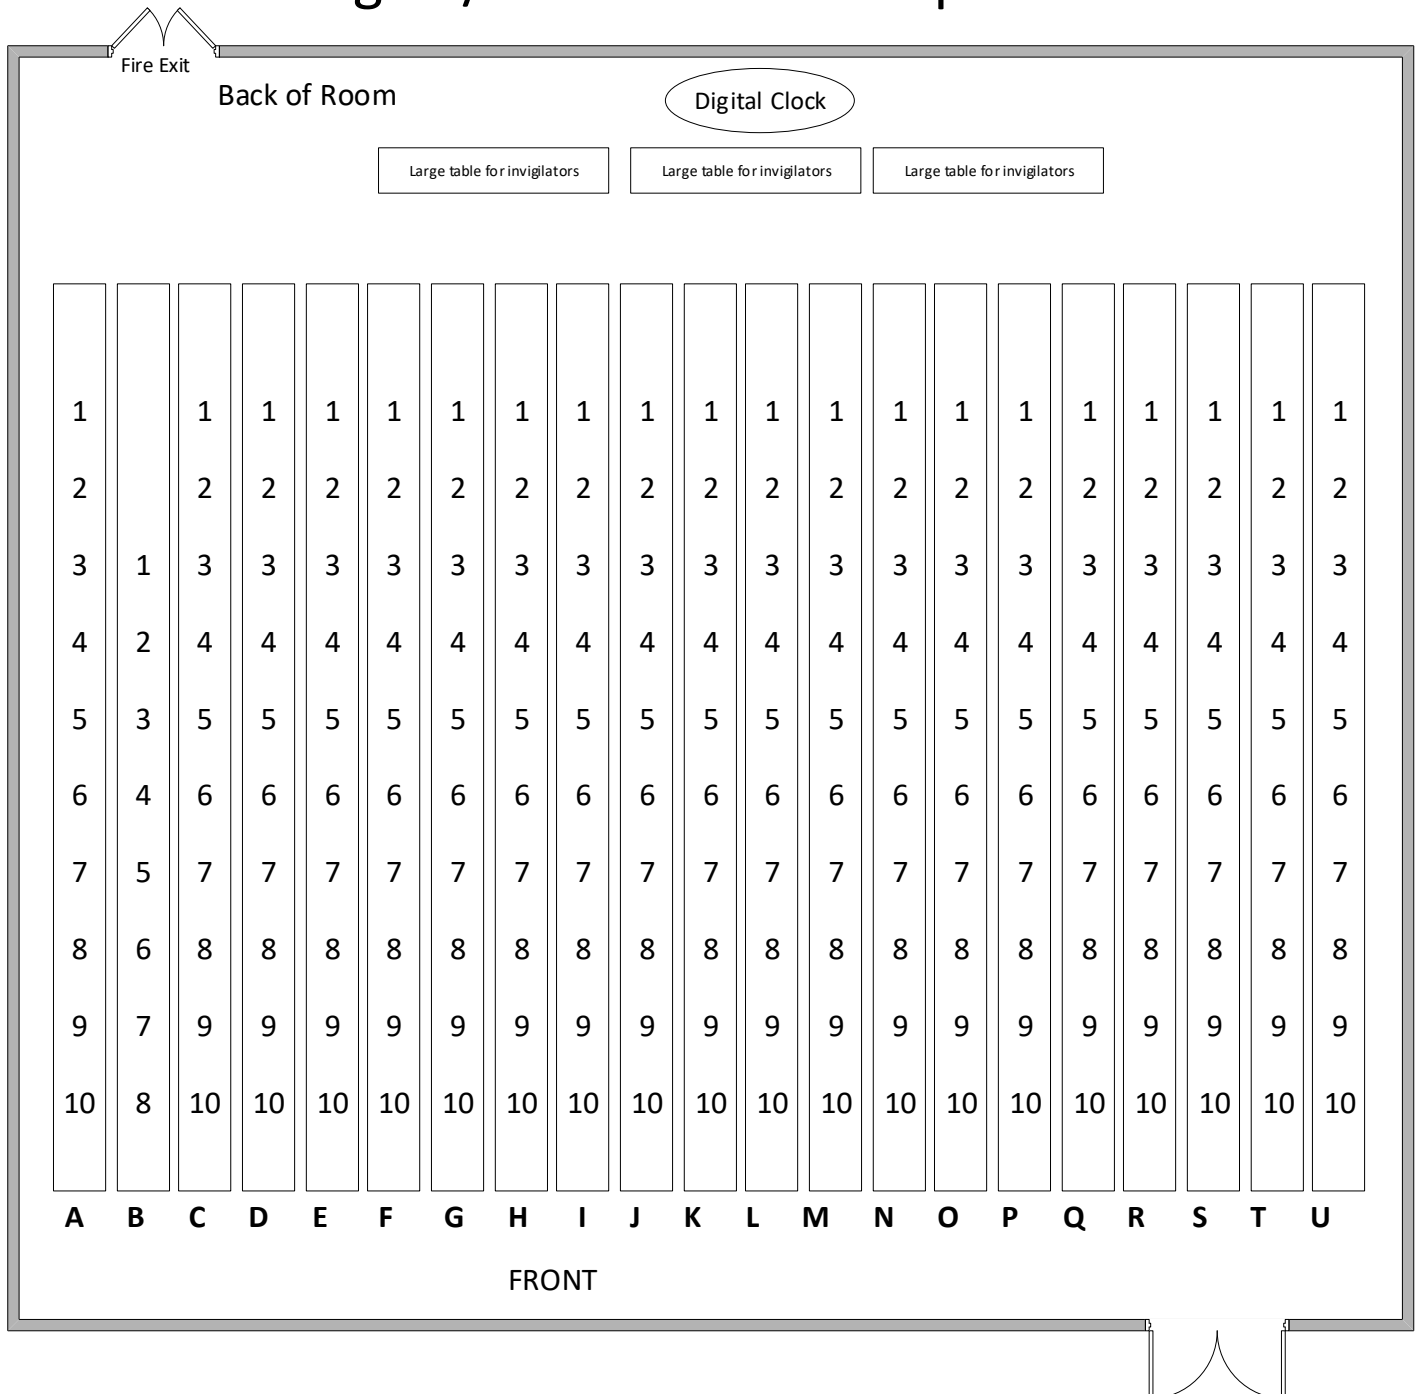 Fire Exit
Back of Room
Digital Clock
Large table for invigilators Large table for invigilators Large table for invigilators
1 1 1 1 1 1 1 1 1 1 1 1 1 1 1 1 1 1 1 1
2 2 2 2 2 2 2 2 2 2 2 2 2 2 2 2 2 2 2 2
3 1 3 3 3 3 3 3 3 3 3 3 3 3 3 3 3 3 3 3 3
4 2 4 4 4 4 4 4 4 4 4 4 4 4 4 4 4 4 4 4 4
5 3 5 5 5 5 5 5 5 5 5 5 5 5 5 5 5 5 5 5 5
6 4 6 6 6 6 6 6 6 6 6 6 6 6 6 6 6 6 6 6 6
7 5 7 7 7 7 7 7 7 7 7 7 7 7 7 7 7 7 7 7 7
8 6 8 8 8 8 8 8 8 8 8 8 8 8 8 8 8 8 8 8 8
9 7 9 9 9 9 9 9 9 9 9 9 9 9 9 9 9 9 9 9 9
10 8 10 10 10 10 10 10 10 10 10 10 10 10 10 10 10 10 10 10 10
A B C D E F G H I J K L M N O P Q R S T U
FRONT